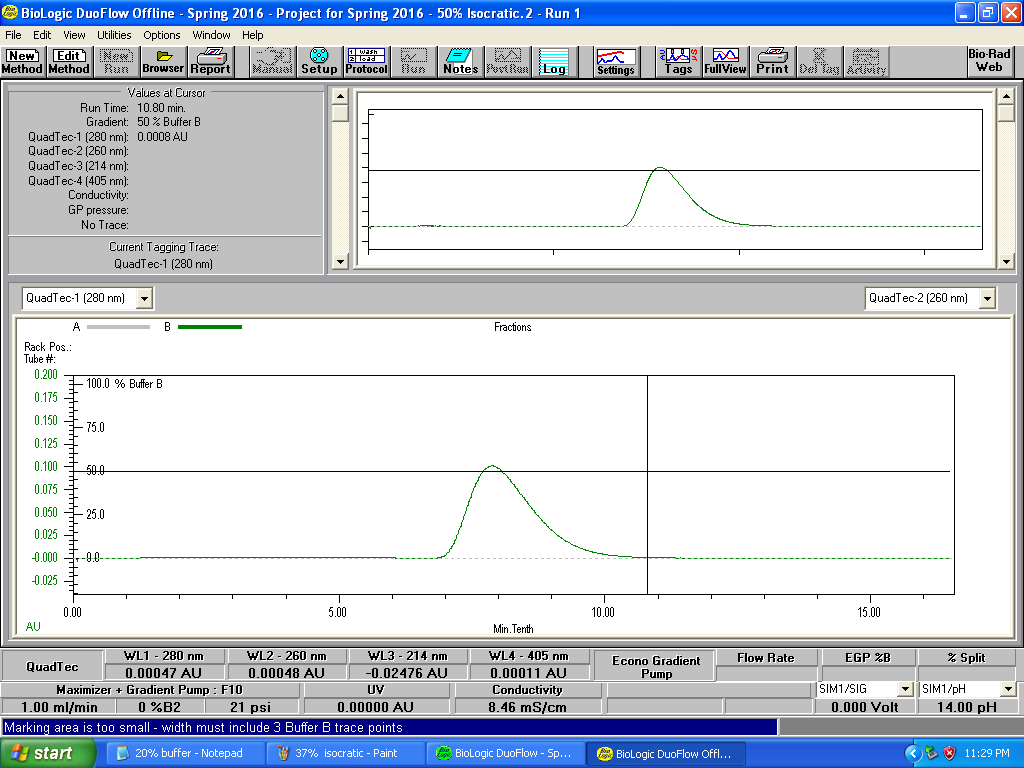 BioLogic DuoFlow Offline - Spring 2016 - Project for Spring 2016 - 50% Isocratic.2 - Run 1
File Edit View Utilities Options Window Help
New Method Edit Method New Run Browser Report Manual Setup Protocol Run Notes PostRun Log Settings Tags FullView Print DelTag Activity Bio-Rad Web
Values at Cursor
Run Time: 10.80 min.
Gradient: 50 % Buffer B
QuadTec-1 (280 nm): 0.0008 AU
QuadTec-2 (260 nm):
QuadTec-3 (214 nm):
QuadTec-4 (405 nm):
Conductivity:
GP pressure:
No Trace:
Current Tagging Trace:
QuadTec-1 (280 nm)
QuadTec-1 (280 nm) QuadTec-2 (260 nm)
A B Fractions
Rack Pos.:
Tube #:
0.200 100.0 % Buffer B
0.175
0.150 75.0
0.125
0.100 50.0
0.075
0.050 25.0
0.025
-0.000 0.0
-0.025
0.00 5.00 10.00 15.00
AU Min.Tenth
QuadTec WL1 - 280 nm WL2 - 260 nm WL3 - 214 nm WL4 - 405 nm Econo Gradient Pump Flow Rate EGP %B % Split
0.00047 AU 0.00048 AU -0.02476 AU 0.00011 AU
Maximizer + Gradient Pump : F10 UV Conductivity SIM1/SIG SIM1/pH
1.00 ml/min 0 %B2 21 psi 0.00000 AU 8.46 mS/cm 0.000 Volt 14.00 pH
Marking area is too small - width must include 3 Buffer B trace points
start 20% buffer - Notepad 37% isocratic - Paint BioLogic DuoFlow - Sp... BioLogic DuoFlow Offl... 11:29 PM